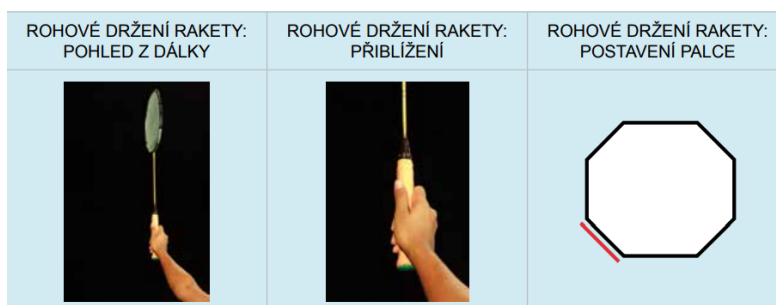 ROHOVÉ DRŽENÍ RAKETY:
POHLED Z DÁLKY
ROHOVÉ DRŽENÍ RAKETY:
PŘIBLÍŽENÍ
ROHOVÉ DRŽENÍ RAKETY:
POSTAVENÍ PALCE